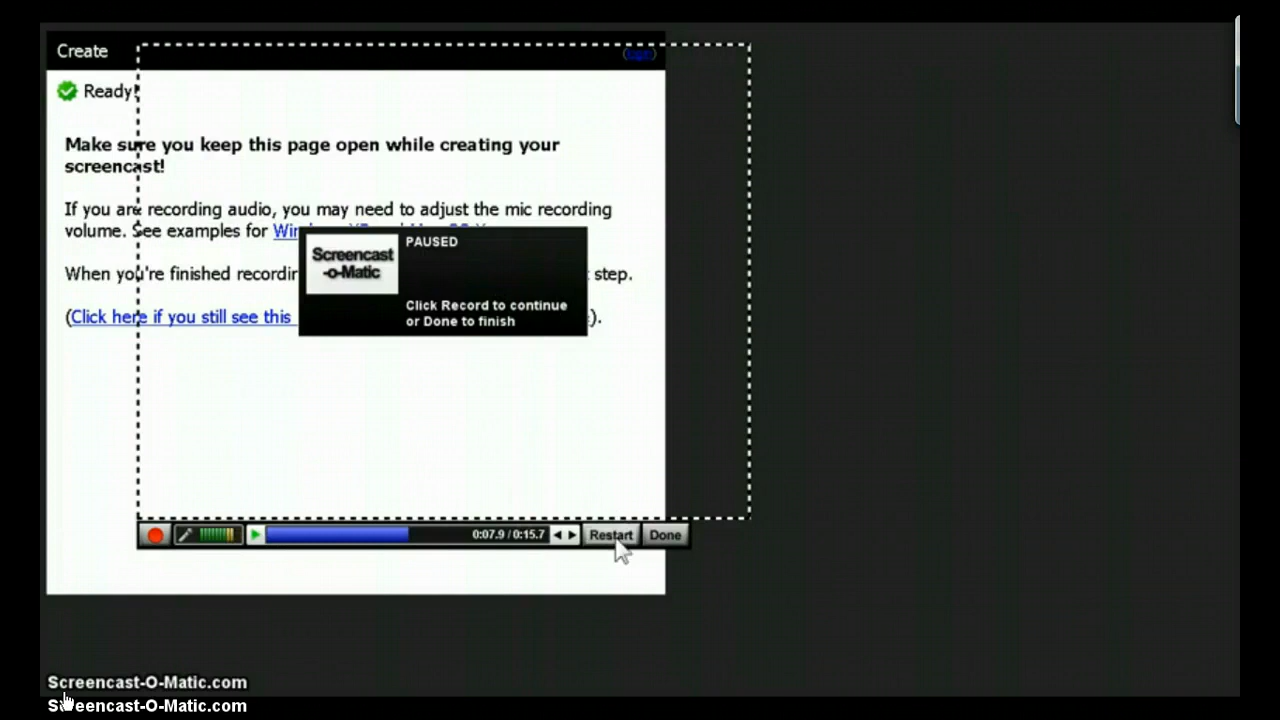 Create
(login)
Ready!
Make sure you keep this page open while creating your
screencast!
If you are recording audio, you may need to adjust the mic recording
volume. See examples for
When you're finished recording
step.
(Click here if you still see this
).
Screencast
-o-Matic
PAUSED
Click Record to continue
or Done to finish
0:07.9 / 0:15.7
Restart
Done
Screencast-O-Matic.com
Screencast-O-Matic.com